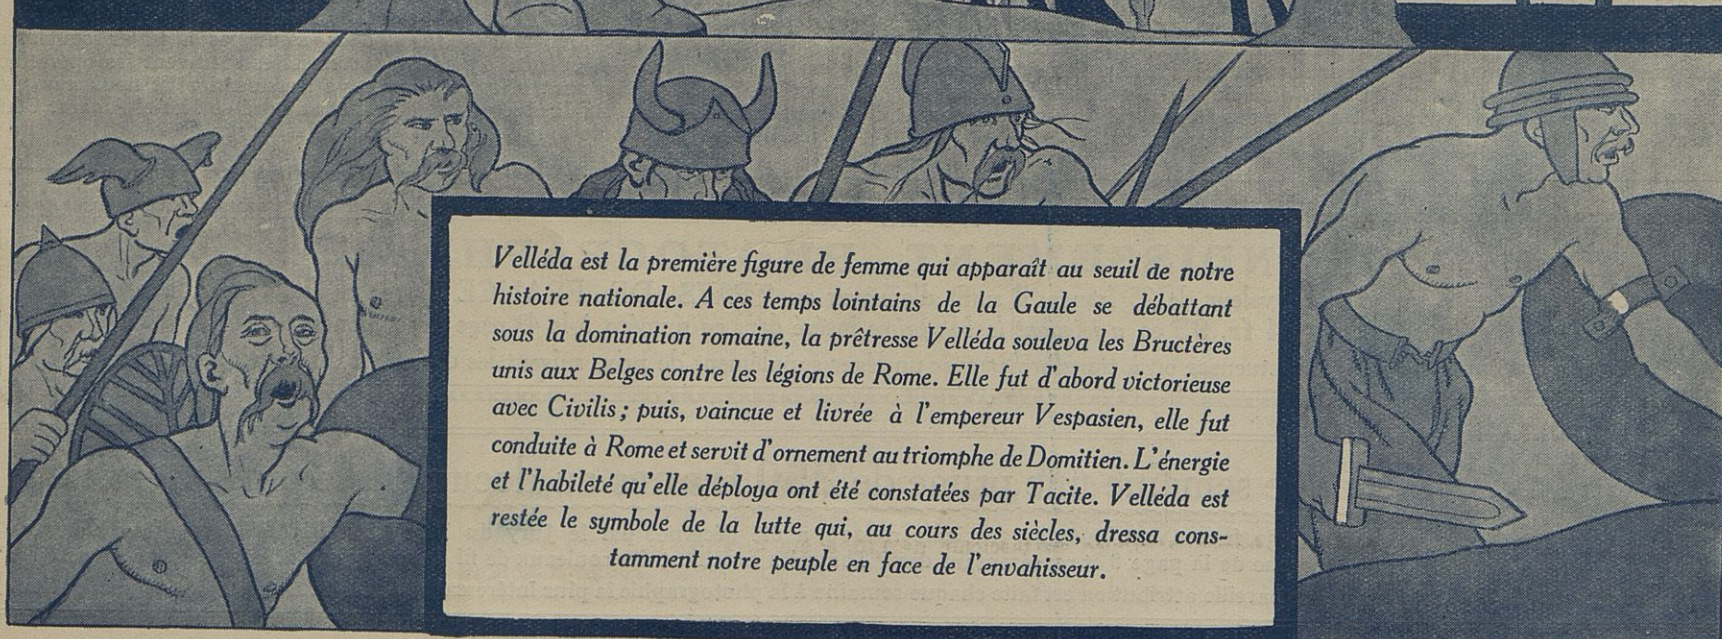 Velléda est la première figure de femme qui apparaît au seuil de notre
histoire nationale. A ces temps lointains de la Gaule se débattant
sous la domination romaine, la prêtresse Velléda souleva les Bructères
unis aux Belges contre les légions de Rome. Elle fut d'abord victorieuse
avec Civilis ; puis, vaincue et livrée à l'empereur Vespasien, elle fut
conduite à Rome et servit d'ornement au triomphe de Domitien. L'énergie
et l'habileté qu'elle déploya ont été constatées par Tacite. Velléda est
restée le symbole de la lutte qui, au cours des siècles, dressa cons-
tamment notre peuple en face de l'envahisseur.